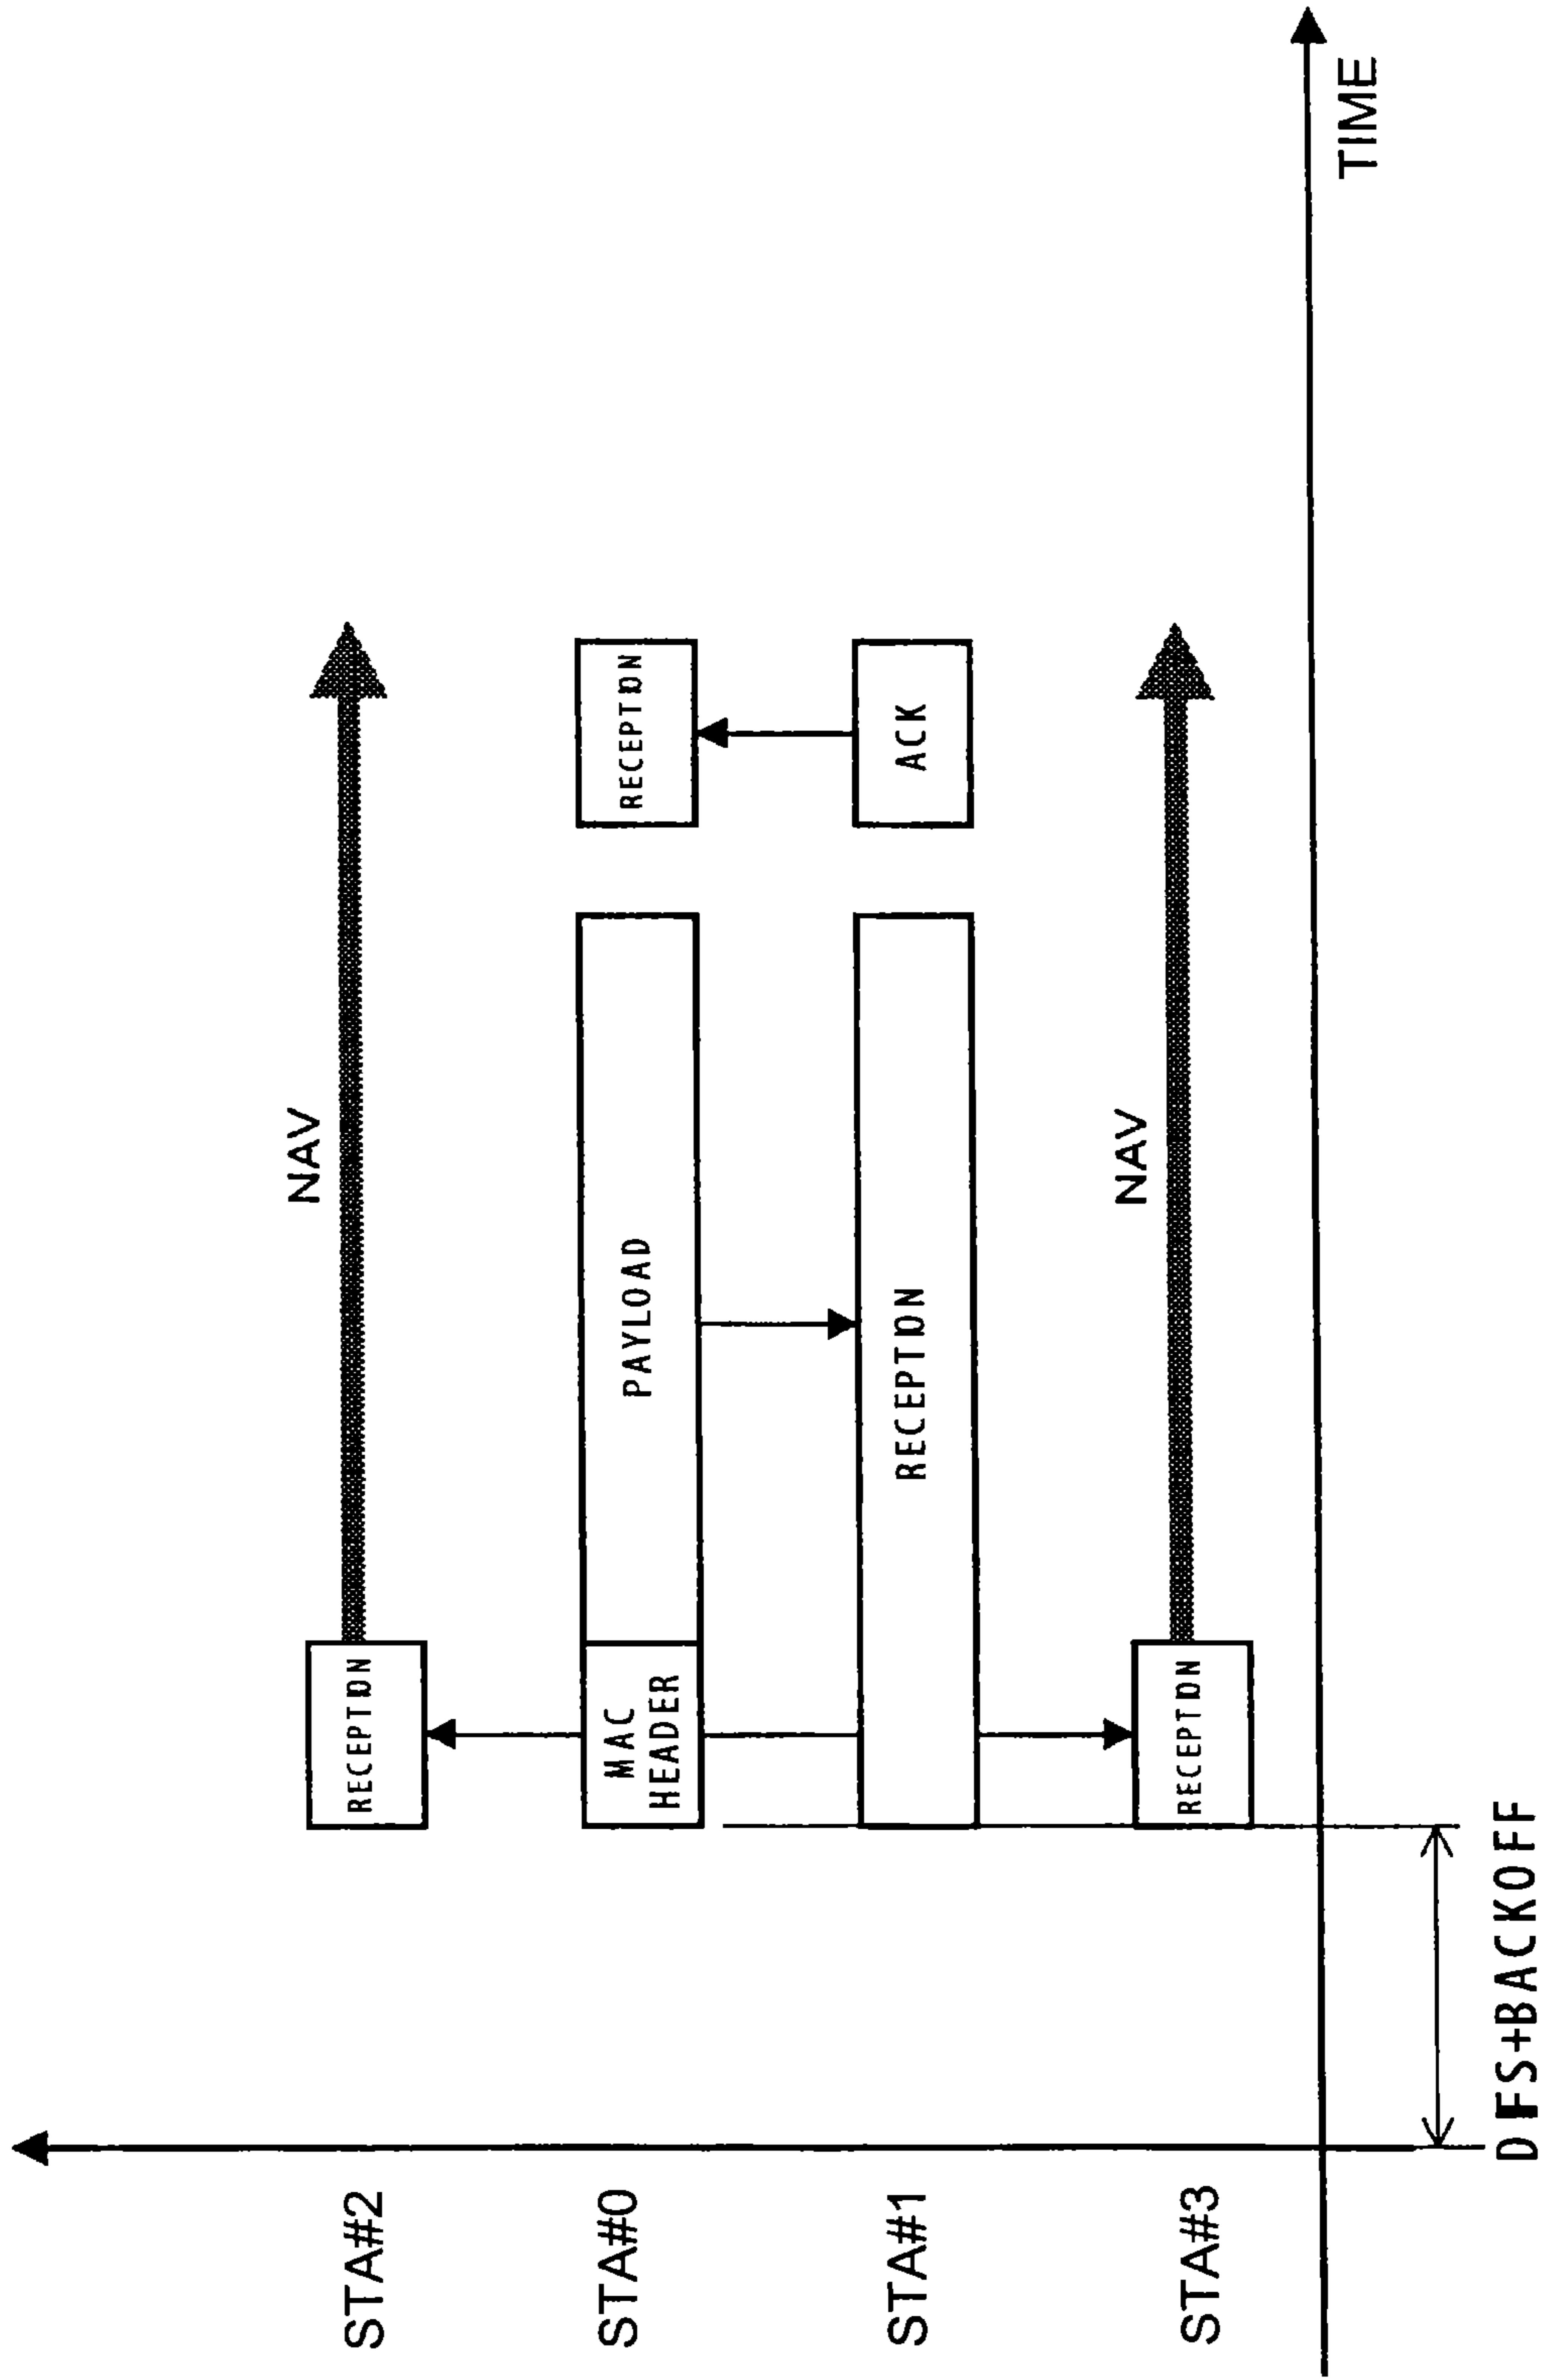 NAV
STA#2
RECEPTION
STA#0
MAC
HEADER
PAYLOAD
RECEPTION
STA#1
RECEPTION
ACK
NAV
STA#3
RECEPTION
TIME
DIFS+BACKOFF